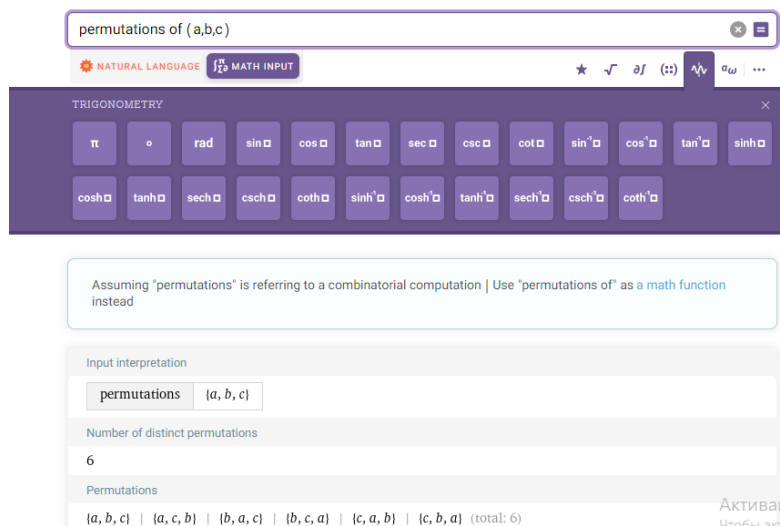 permutations of (a,b,c)
NATURAL LANGUAGE ∫Σ∂π MATH INPUT
√ ∂∫ (::) αω ...
TRIGONOMETRY
π ° rad sin□ cos□ tan□ sec□ csc□ cot□ sin⁻¹□ cos⁻¹□ tan⁻¹□ sinh□
cosh□ tanh□ sech□ csch□ coth□ sinh⁻¹□ cosh⁻¹□ tanh⁻¹□ sech⁻¹□ csch⁻¹□ coth⁻¹□
Assuming "permutations" is referring to a combinatorial computation | Use "permutations of" as a math function
instead
Input interpretation
permutations {a, b, c}
Number of distinct permutations
6
Permutations
{a, b, c} | {a, c, b} | {b, a, c} | {b, c, a} | {c, a, b} | {c, b, a} (total: 6)